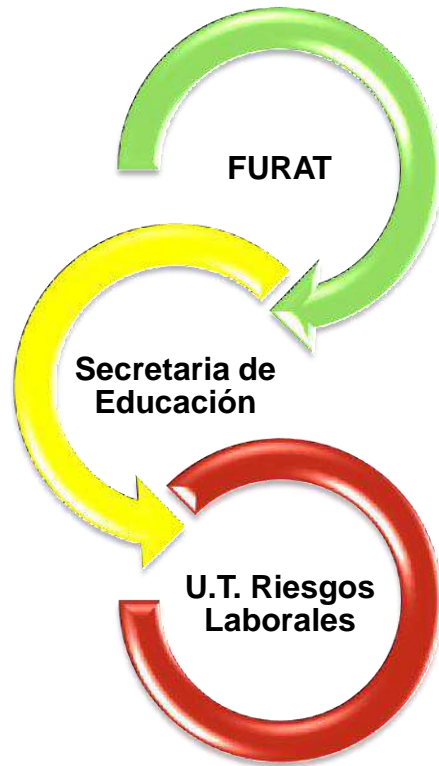 FURAT
Secretaria de
Educación
U.T. Riesgos
Laborales